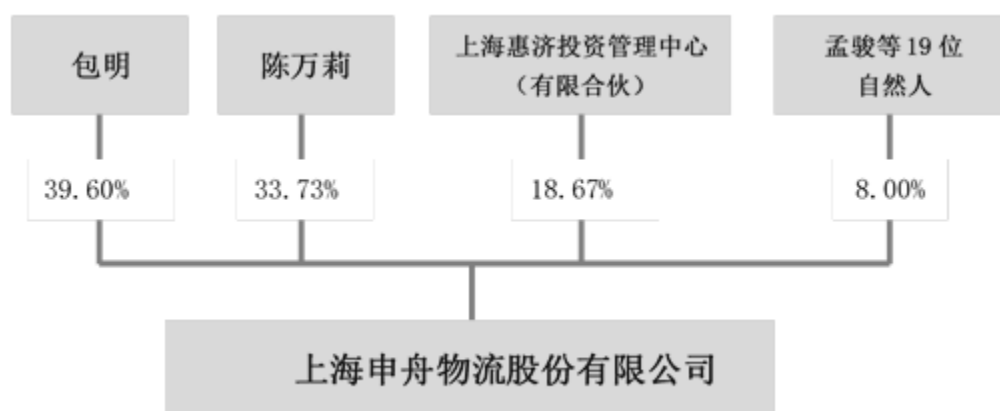 包明
陈万莉
上海惠济投资管理中心
（有限合伙）
孟骏等19位
自然人
39.60%
33.73%
18.67%
8.00%
上海申舟物流股份有限公司